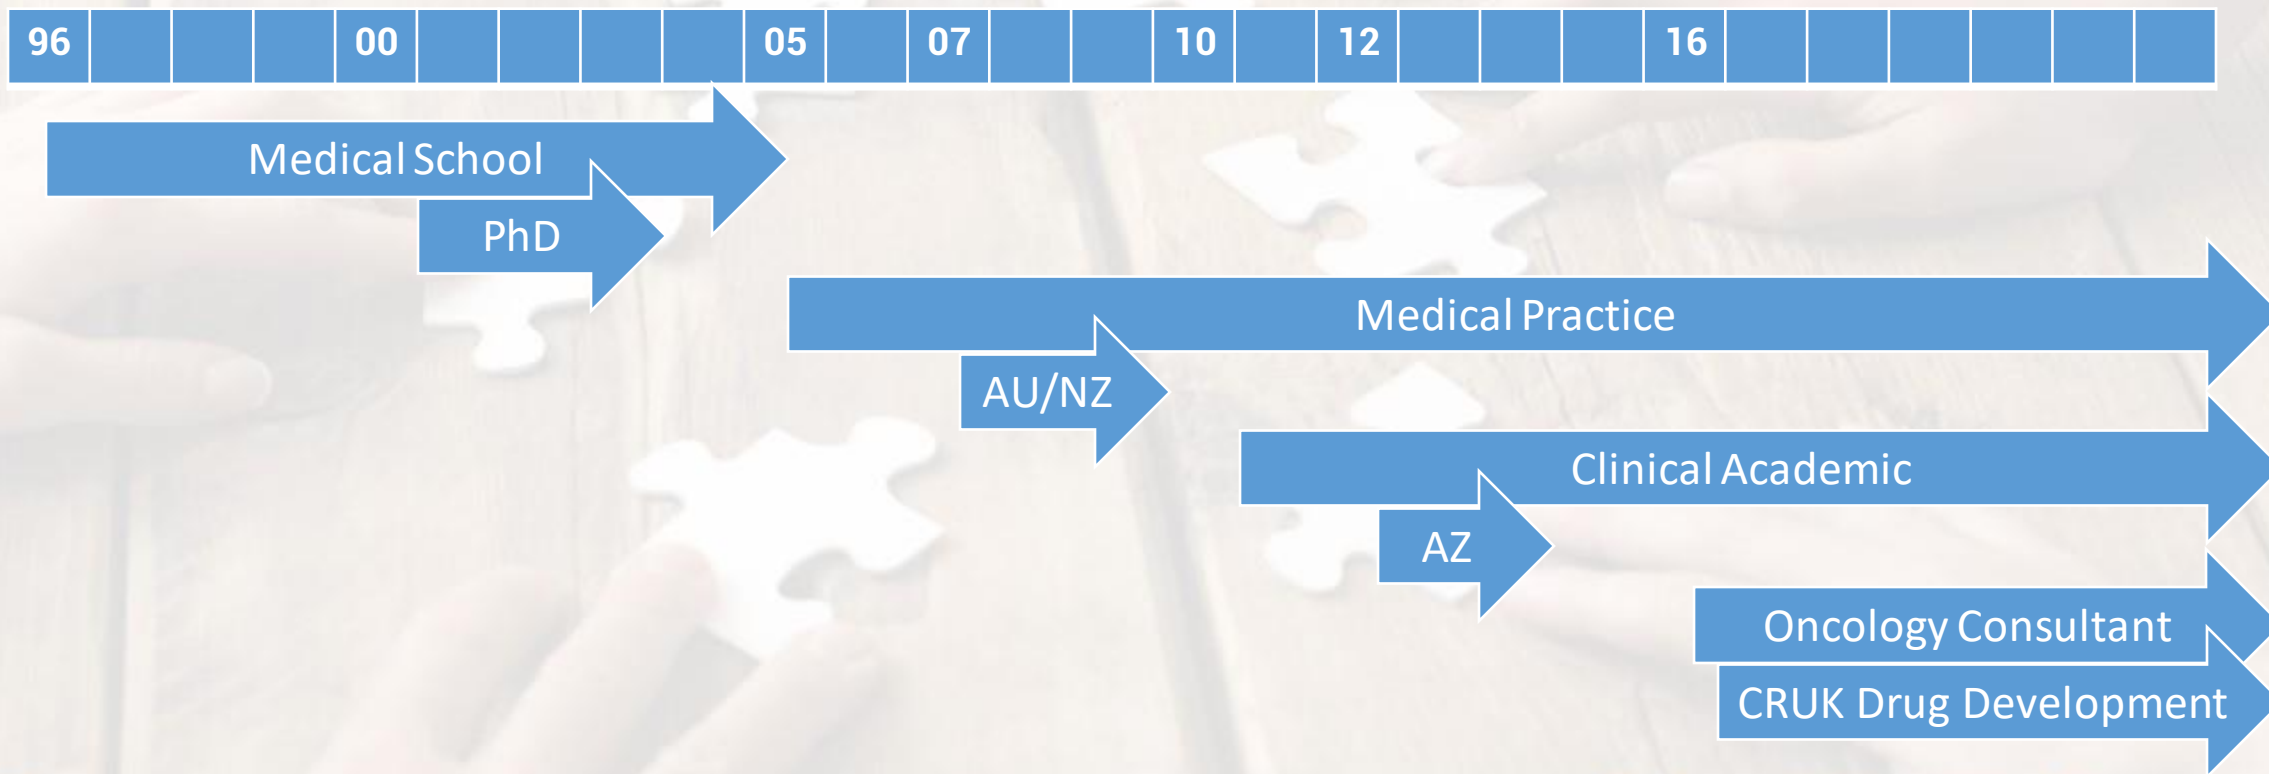 96 00 05 07 10 12 16
Medical School
PhD
Medical Practice
AU/NZ
Clinical Academic
AZ
Oncology Consultant
CRUK Drug Development